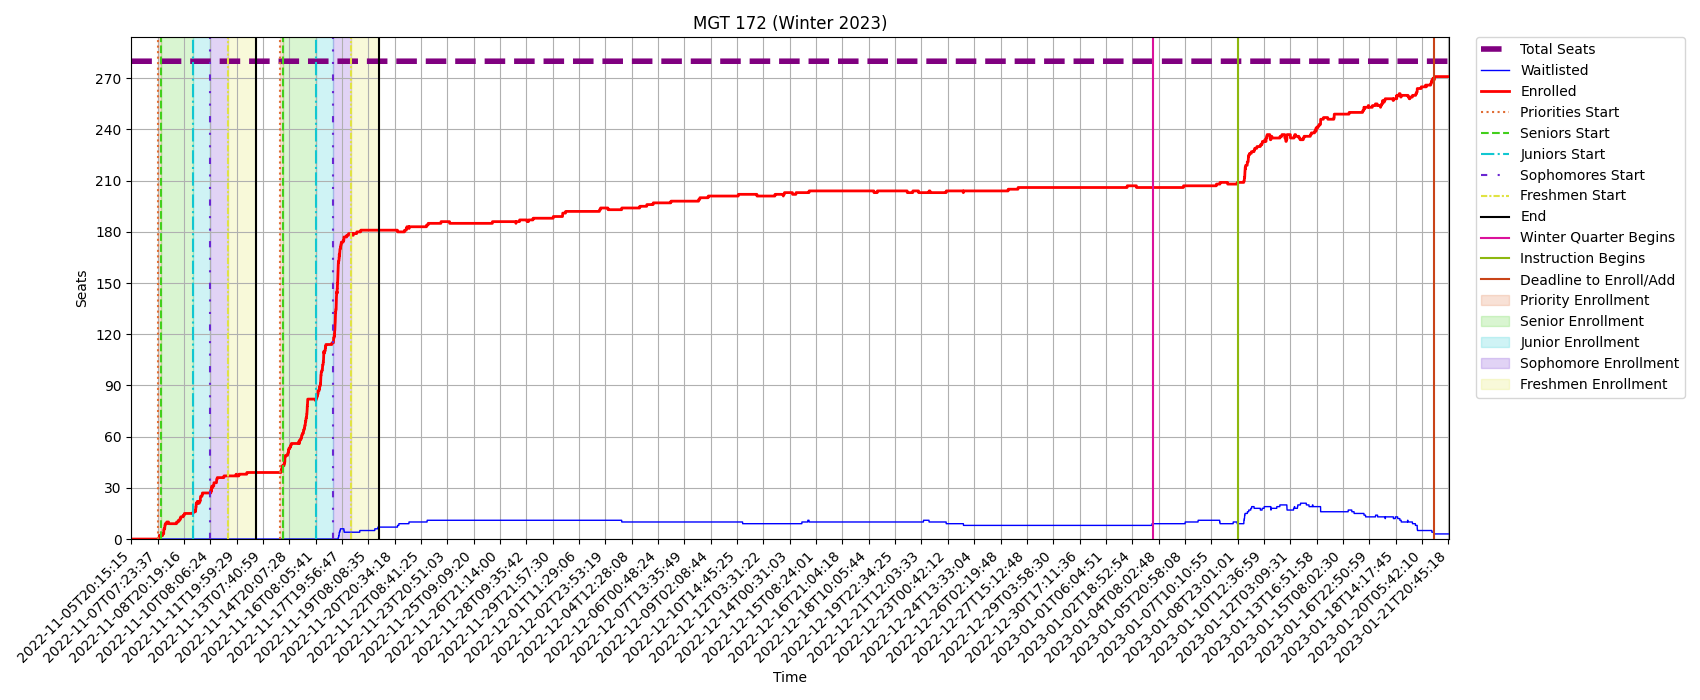 MGT 172 (Winter 2023)
Seats
270
240
210
180
150
120
90
60
30
0
2022-11-05T20:15:15
2022-11-07T07:23:37
2022-11-08T20:19:16
2022-11-10T08:06:24
2022-11-11T19:59:29
2022-11-13T07:40:59
2022-11-14T20:07:28
2022-11-16T08:05:41
2022-11-17T19:56:47
2022-11-19T08:08:35
2022-11-20T20:34:18
2022-11-22T08:41:25
2022-11-23T20:51:03
2022-11-25T09:09:20
2022-11-26T21:14:00
2022-11-28T09:35:42
2022-11-29T21:57:30
2022-12-01T11:29:06
2022-12-02T23:53:19
2022-12-04T12:28:08
2022-12-06T00:48:24
2022-12-07T13:35:49
2022-12-09T02:08:44
2022-12-10T14:45:25
2022-12-12T03:31:22
2022-12-14T00:31:03
2022-12-15T08:24:01
2022-12-16T21:04:18
2022-12-18T10:05:44
2022-12-19T22:34:25
2022-12-21T12:03:33
2022-12-23T00:42:12
2022-12-24T13:33:04
2022-12-26T02:19:48
2022-12-27T15:12:48
2022-12-29T03:58:30
2022-12-30T17:11:36
2023-01-01T06:04:51
2023-01-02T18:52:54
2023-01-04T08:02:48
2023-01-05T20:58:08
2023-01-07T10:10:55
2023-01-08T23:01:01
2023-01-10T12:36:59
2023-01-12T03:09:31
2023-01-13T16:51:58
2023-01-15T08:02:30
2023-01-16T22:50:59
2023-01-18T14:17:45
2023-01-20T05:42:10
2023-01-21T20:45:18
Time
Total Seats
Waitlisted
Enrolled
Priorities Start
Seniors Start
Juniors Start
Sophomores Start
Freshmen Start
End
Winter Quarter Begins
Instruction Begins
Deadline to Enroll/Add
Priority Enrollment
Senior Enrollment
Junior Enrollment
Sophomore Enrollment
Freshmen Enrollment